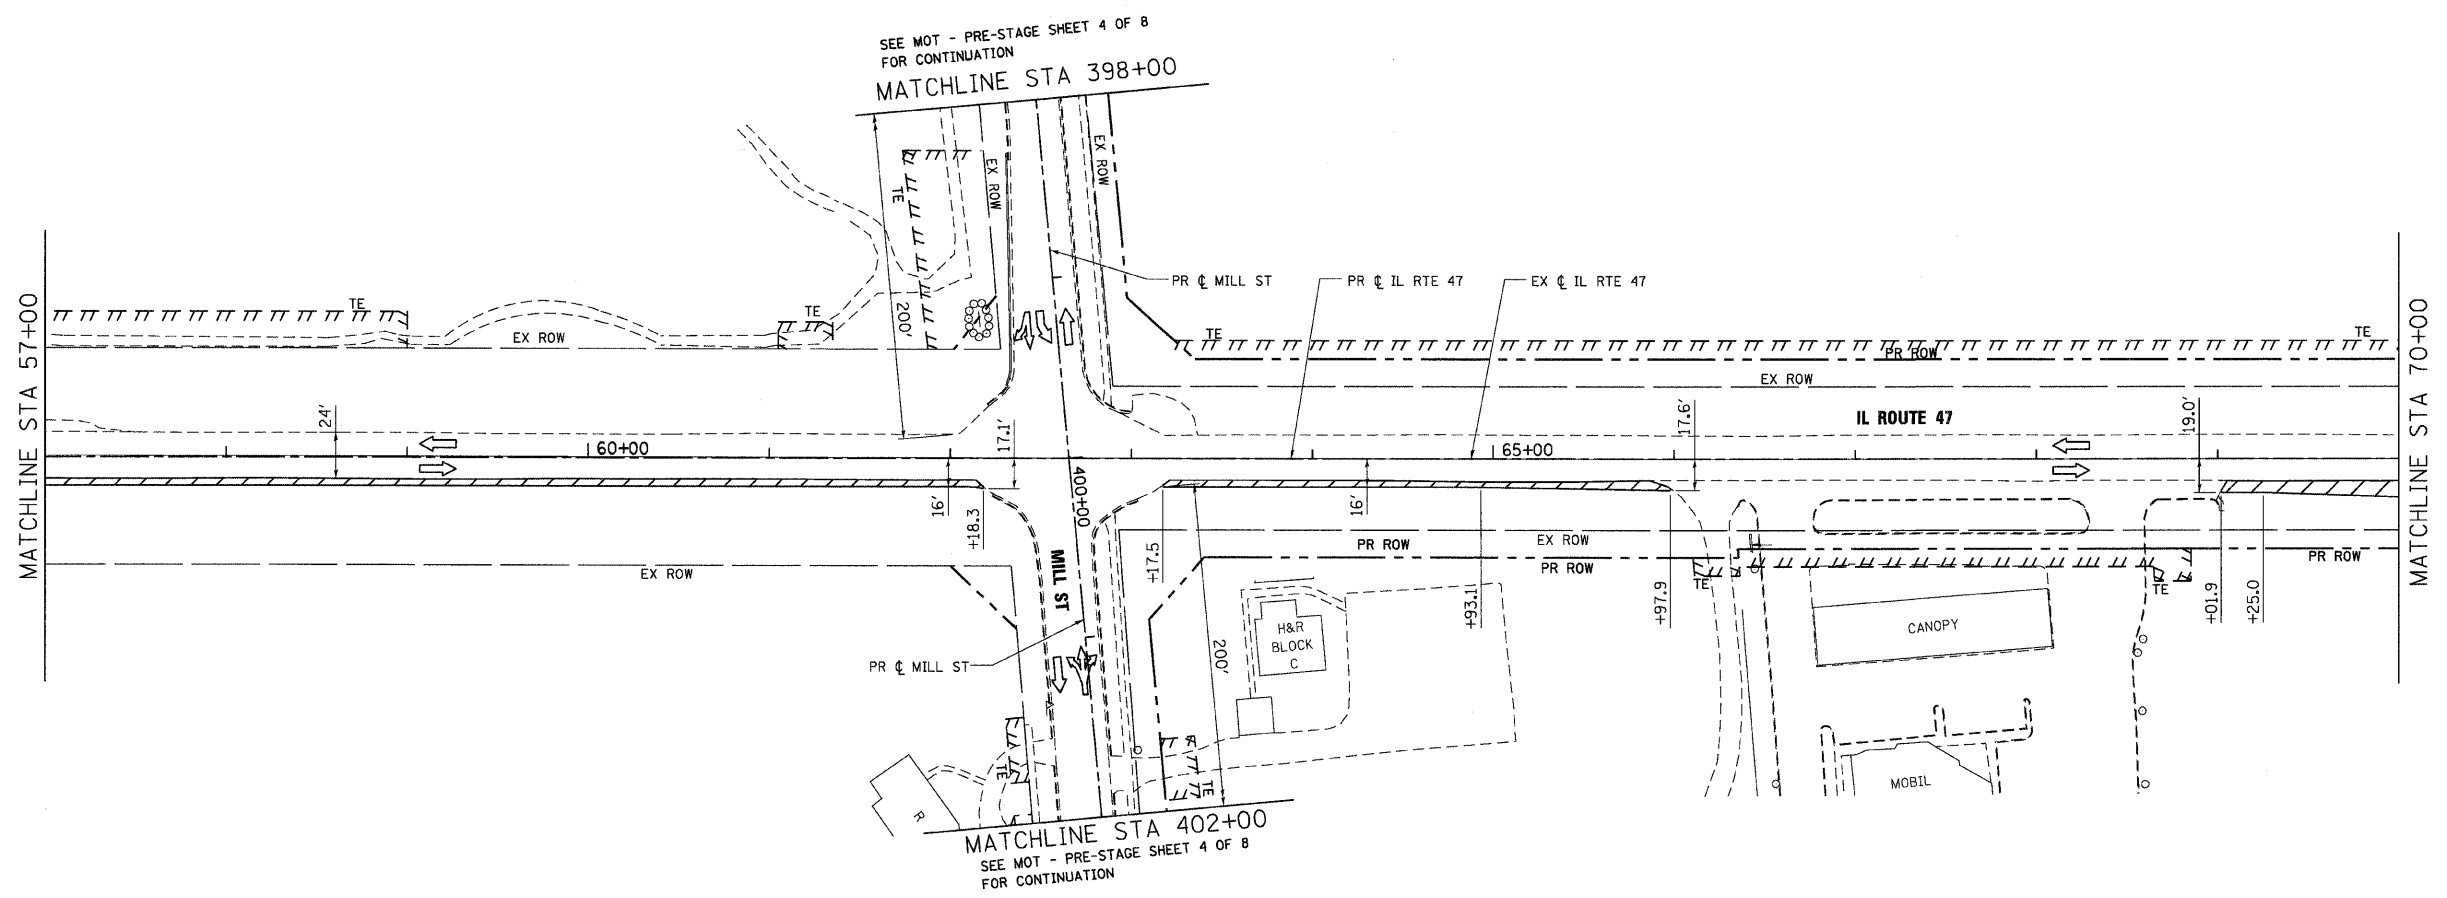 SEE MOT - PRE-STAGE SHEET 4 OF 8
FOR CONTINUATION
MATCHLINE STA 398+00
EX ROW
EX ROW
TE
200'
PR ℄ MILL ST
PR ℄ IL RTE 47
EX ℄ IL RTE 47
MATCHLINE STA 57+00
TE
TE
EX ROW
TE
TE
PR ROW
EX ROW
MATCHLINE STA 70+00
24'
17.1'
17.6'
IL ROUTE 47
19.0'
60+00
65+00
400+00
16'
+18.3
+17.5
16'
+93.1
+97.9
+01.9
+25.0
EX ROW
PR ROW
EX ROW
PR ROW
PR ROW
TE
TE
MILL ST
PR ℄ MILL ST
200'
H&R
BLOCK
C
CANOPY
MOBIL
TE
TE
R
MATCHLINE STA 402+00
SEE MOT - PRE-STAGE SHEET 4 OF 8
FOR CONTINUATION